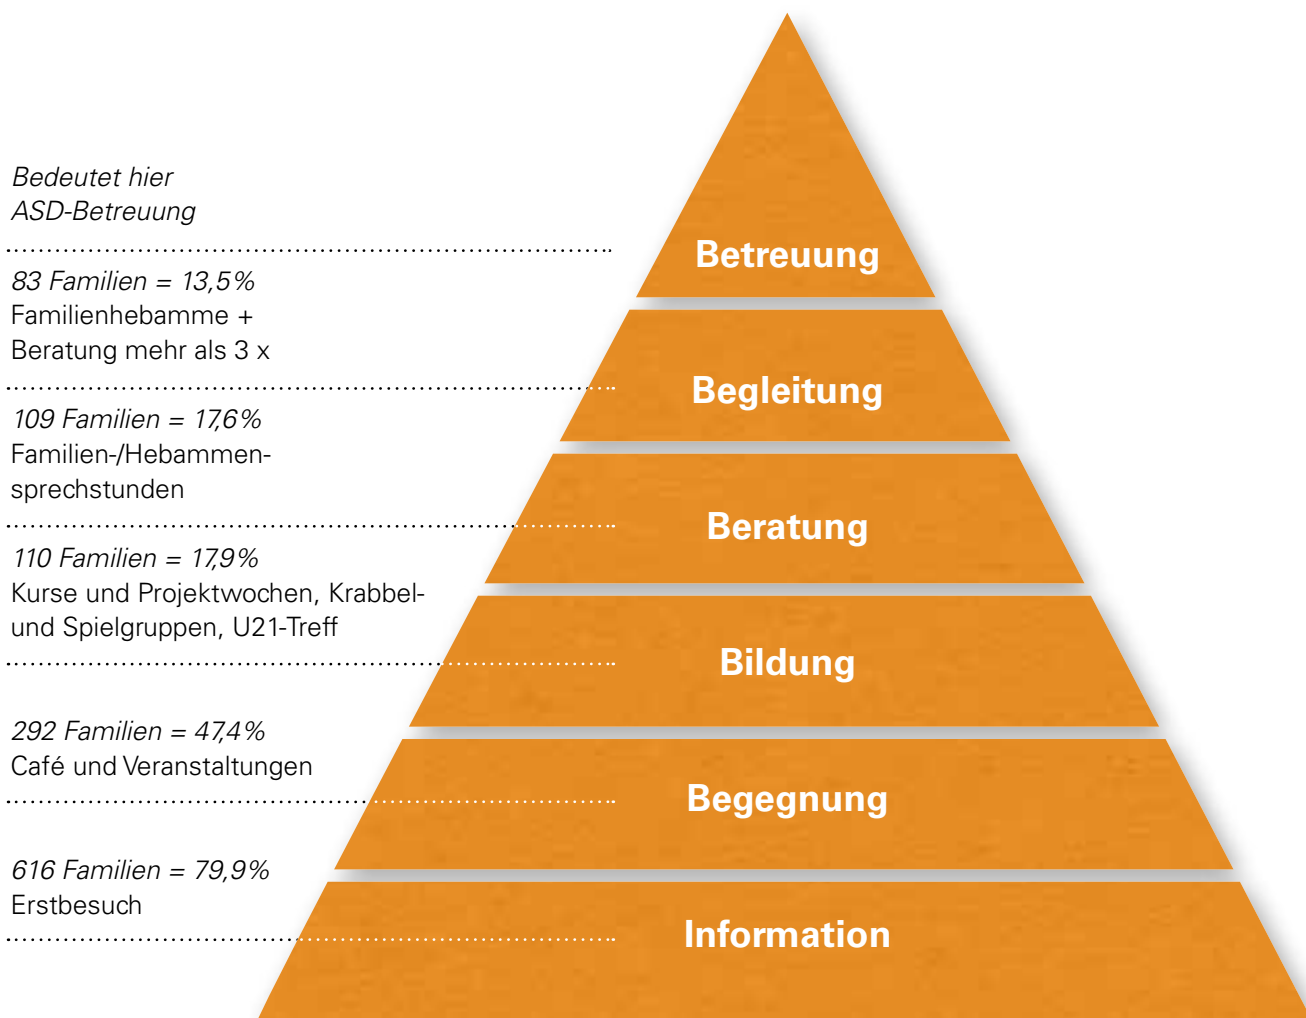 Bedeutet hier
ASD-Betreuung
Betreuung
83 Familien = 13,5%
Familienhebamme +
Beratung mehr als 3 x
Begleitung
109 Familien = 17,6%
Familien-/Hebammen-
sprechstunden
Beratung
110 Familien = 17,9%
Kurse und Projektwochen, Krabbel-
und Spielgruppen, U21-Treff
Bildung
292 Familien = 47,4%
Café und Veranstaltungen
Begegnung
616 Familien = 79,9%
Erstbesuch
Information